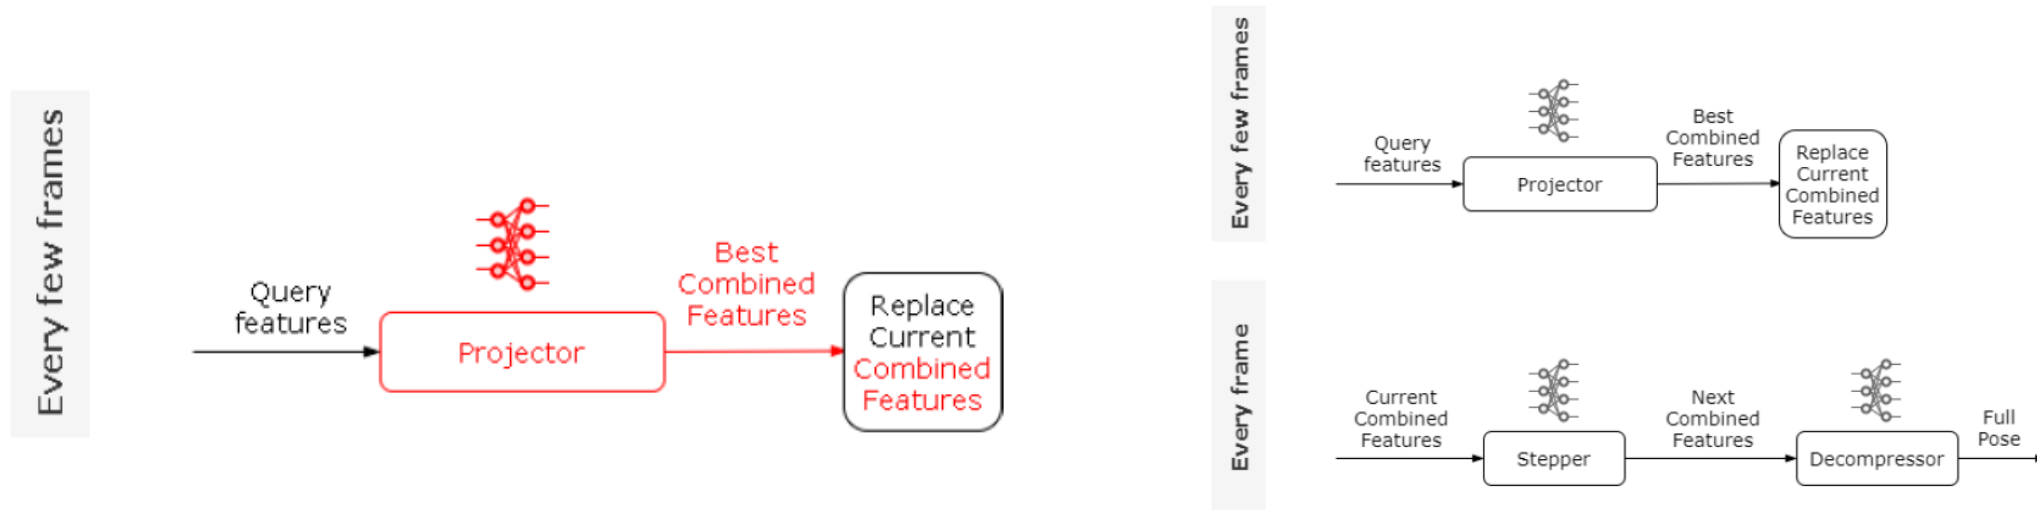 Every few frames
Query
features
Projector
Best
Combined
Features
Replace
Current
Combined
Features
Every few frames
Query
features
Projector
Best
Combined
Features
Replace
Current
Combined
Features
Every frame
Current
Combined
Features
Stepper
Next
Combined
Features
Decompressor
Full
Pose